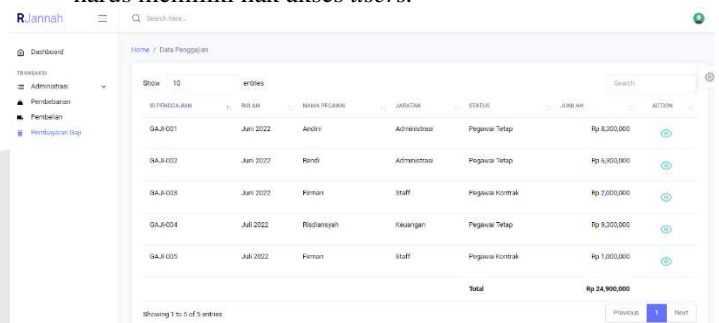 harus memiliki hak akses users.
RJannah
Search here...
Dashboard
Home / Data Penggajian
TRANSAKSI
Administrasi
Pembebanan
Pembelian
Pembayaran Gaji
Show 10 entries
Search
ID PENGGAJIAN BULAN NAMA PEGAWAI JABATAN STATUS JUMLAH ACTION
GAJI-001 Juni 2022 Andini Administrasi Pegawai Tetap Rp 8,300,000
GAJI-002 Juni 2022 Rendi Administrasi Pegawai Tetap Rp 6,300,000
GAJI-003 Juni 2022 Firman Staff Pegawai Kontrak Rp 2,000,000
GAJI-004 Juli 2022 Risdiansyah Keuangan Pegawai Tetap Rp 9,300,000
GAJI-005 Juli 2022 Firman Staff Pegawai Kontrak Rp 1,000,000
Total Rp 24,900,000
Showing 1 to 5 of 5 entries
Previous 1 Next